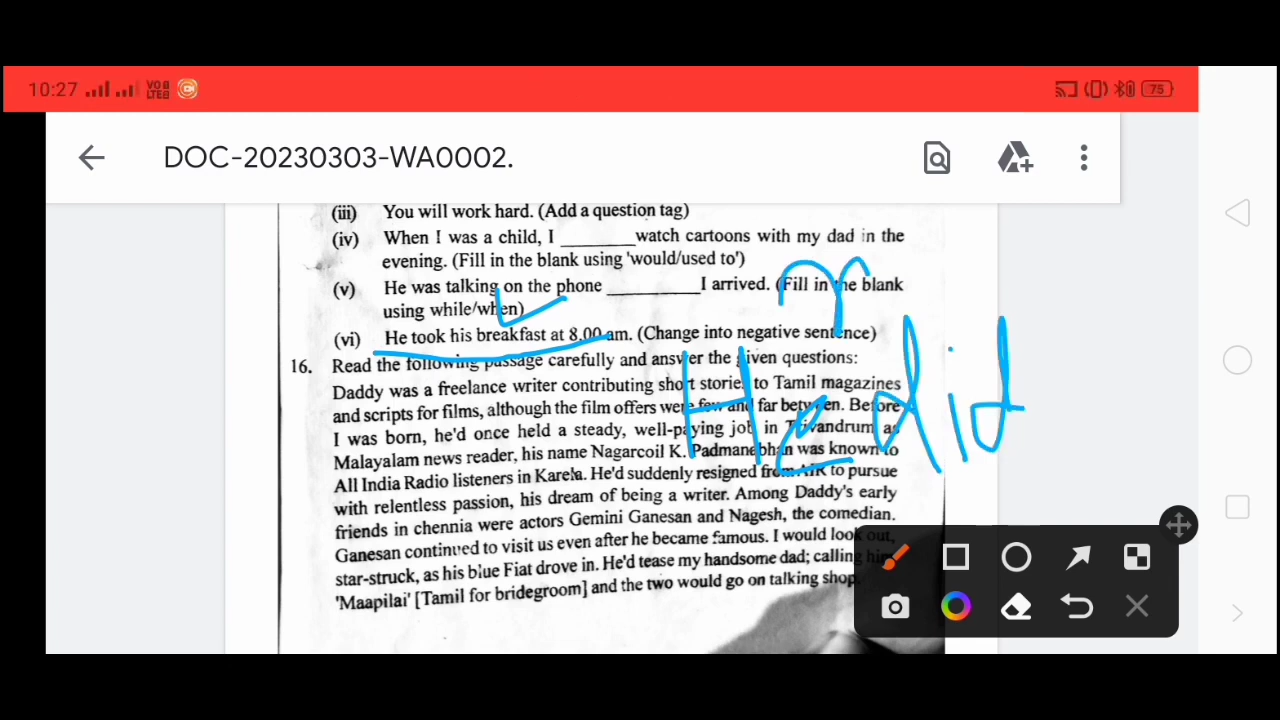 10:27 VoD LTE 75
DOC-20230303-WA0002.
(iii) You will work hard. (Add a question tag)
(iv) When I was a child, I ________ watch cartoons with my dad in the
evening. (Fill in the blank using 'would/used to')
(v) He was talking on the phone __________ I arrived. (Fill in the blank
using while/when)
(vi) He took his breakfast at 8.00 am. (Change into negative sentence)
16. Read the following passage carefully and answer the given questions:
Daddy was a freelance writer contributing short stories to Tamil magazines
and scripts for films, although the film offers were few and far between. Before
I was born, he'd once held a steady, well-paying job in Trivandrum as
Malayalam news reader, his name Nagarcoil K. Padmanabhan was known to
All India Radio listeners in Karela. He'd suddenly resigned from AIR to pursue
with relentless passion, his dream of being a writer. Among Daddy's early
friends in chennia were actors Gemini Ganesan and Nagesh, the comedian.
Ganesan continued to visit us even after he became famous. I would look out,
star-struck, as his blue Fiat drove in. He'd tease my handsome dad; calling him
'Maapilai' [Tamil for bridegroom] and the two would go on talking shop.
He did